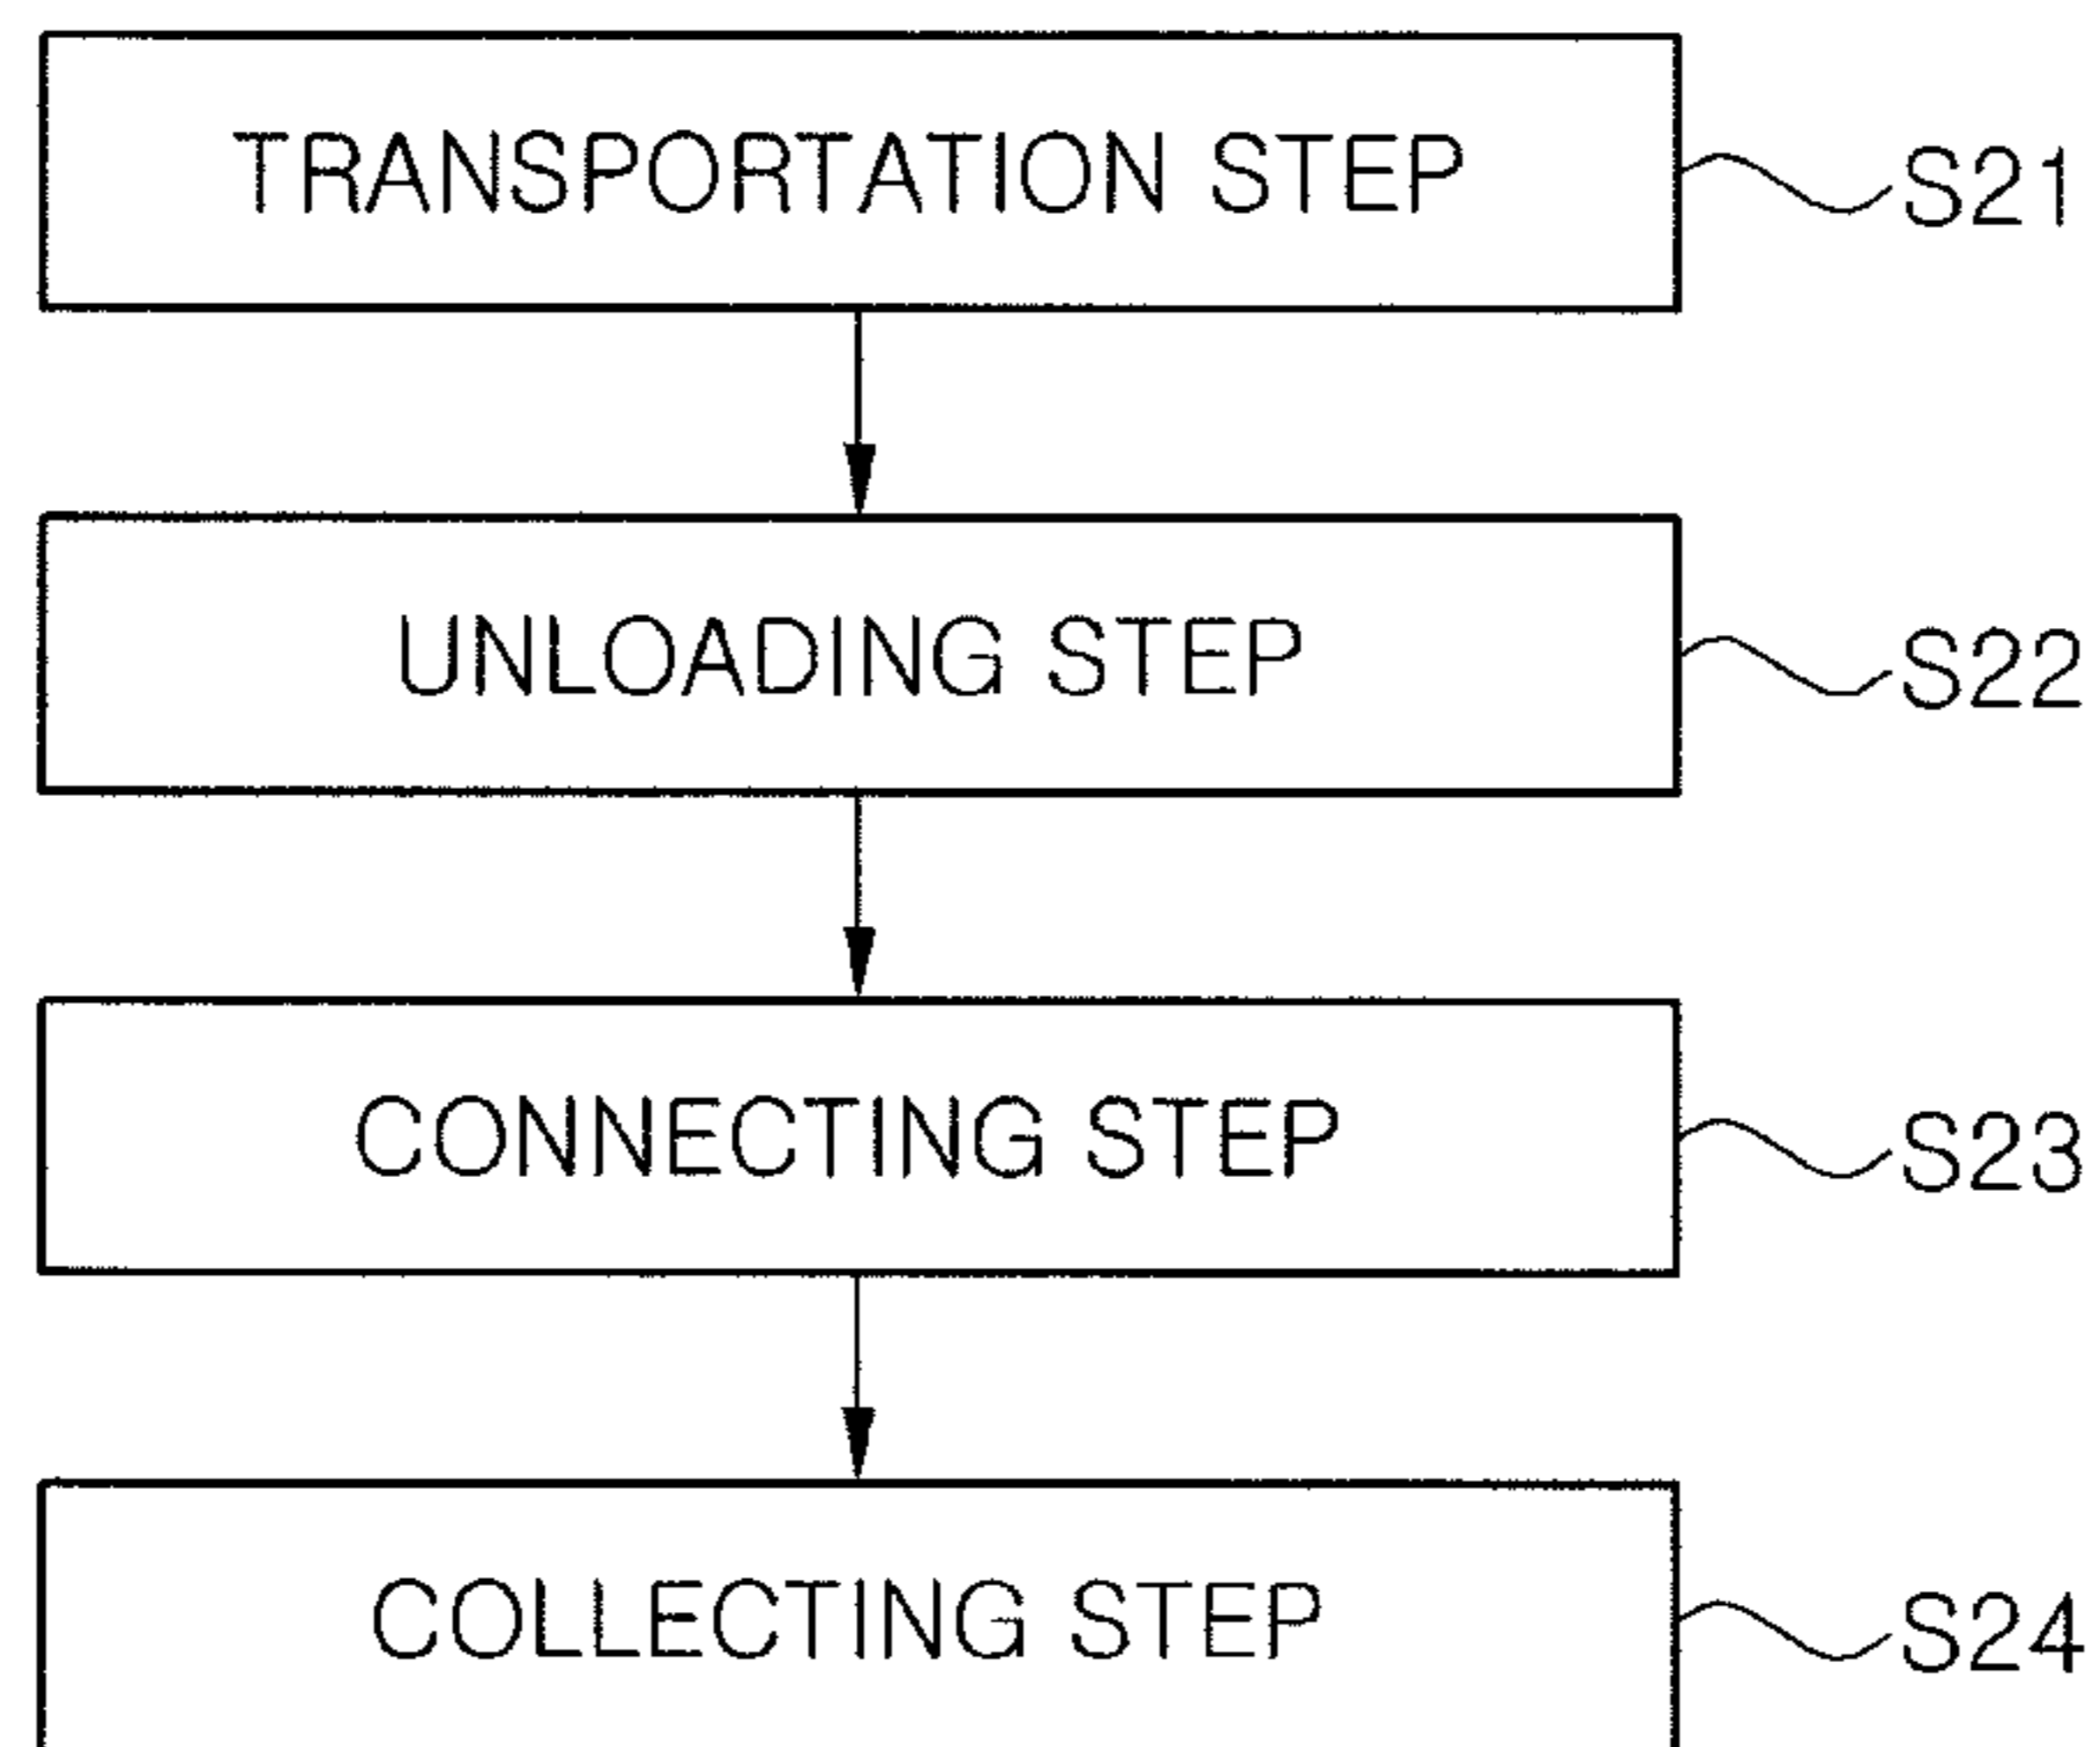 TRANSPORTATION STEP S21
UNLOADING STEP S22
CONNECTING STEP S23
COLLECTING STEP S24